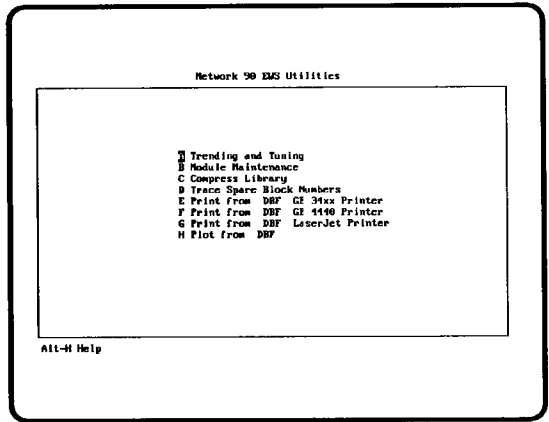 Network 90 EWS Utilities
A Trending and Tuning
B Module Maintenance
C Compress Library
D Trace Spare Block Numbers
E Print from DBF GE 34xx Printer
F Print from DBF GE 4440 Printer
G Print from DBF LaserJet Printer
H Plot from DBF
Alt-H Help